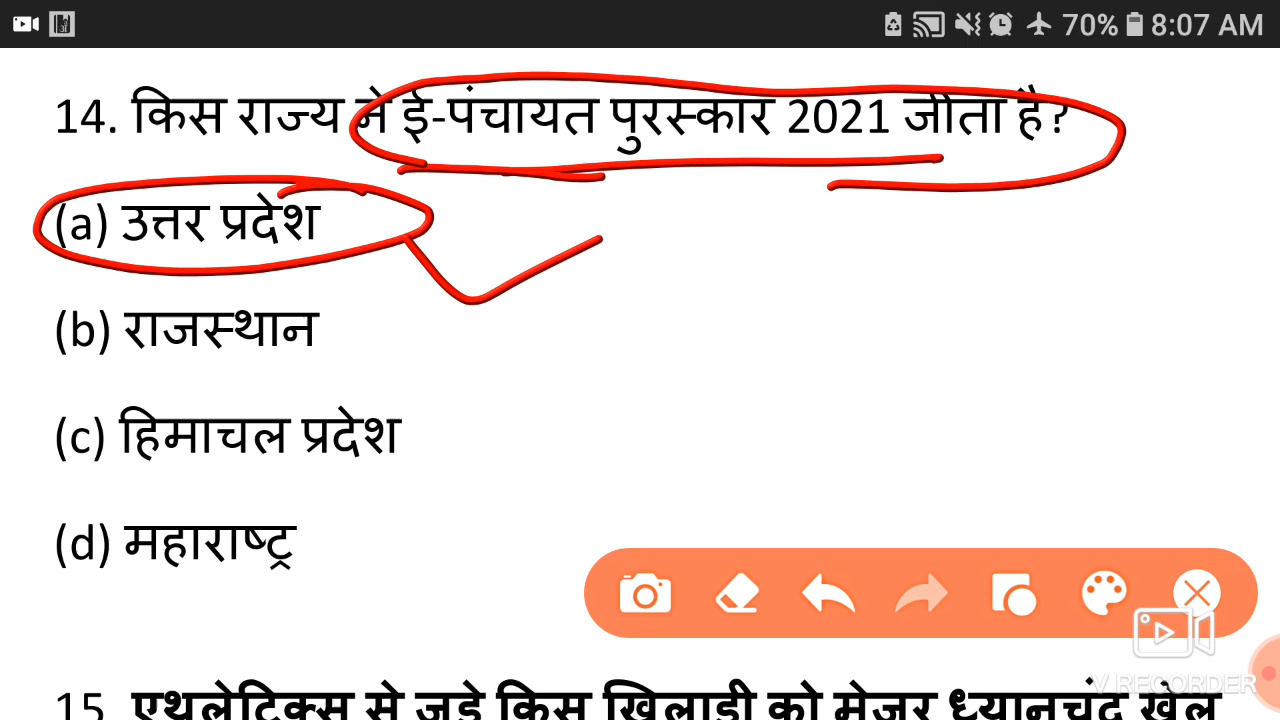 70% 8:07 AM
14. किस राज्य ने ई-पंचायत पुरस्कार 2021 जीता है?
(a) उत्तर प्रदेश
(b) राजस्थान
(c) हिमाचल प्रदेश
(d) महाराष्ट्र
V RECORDER
15. एथलेटिक्स से जुड़े किस खिलाड़ी को मेजर ध्यानचंद खेल